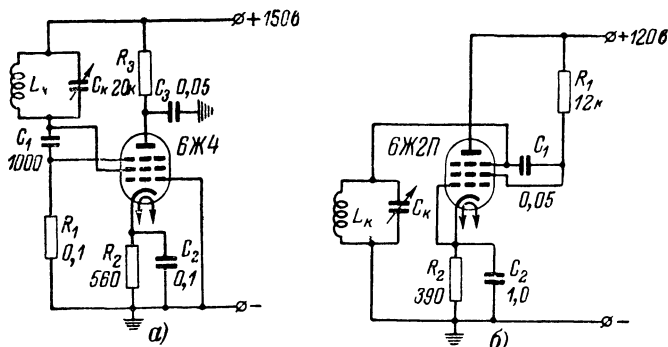 +150в
R₃
20к
Lк
Cк
C₃ 0,05
C₁
1000
6Ж4
R₁
0,1
R₂
560
C₂
0,1
−
а)
+120в
R₁
12к
6Ж2П
C₁
0,05
Lк
Cк
R₂
390
C₂
1,0
−
б)